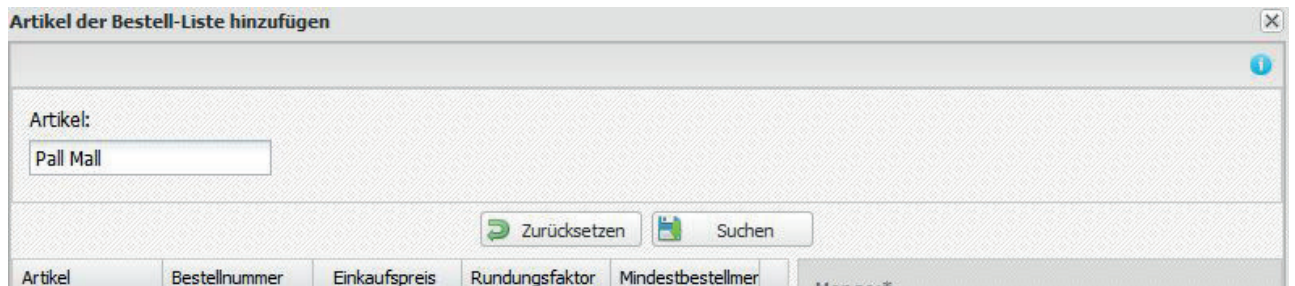 Artikel der Bestell-Liste hinzufügen
Artikel:
Pall Mall
Zurücksetzen Suchen
Artikel Bestellnummer Einkaufspreis Rundungsfaktor Mindestbestellmer